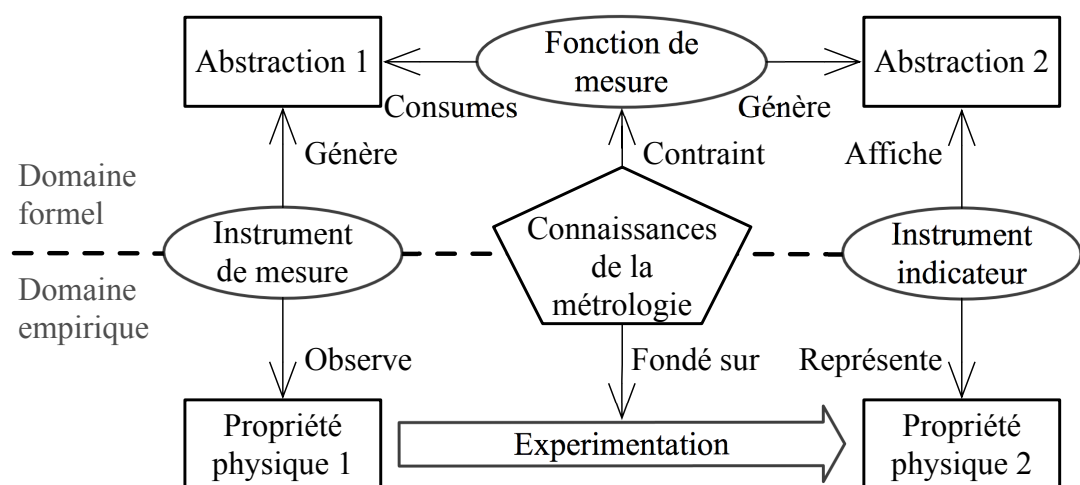 Abstraction 1
Fonction de
mesure
Abstraction 2
Consumes
Génère
Génère
Contraint
Affiche
Domaine
formel
Instrument
de mesure
Connaissances
de la
métrologie
Instrument
indicateur
Domaine
empirique
Observe
Fondé sur
Représente
Propriété
physique 1
Experimentation
Propriété
physique 2